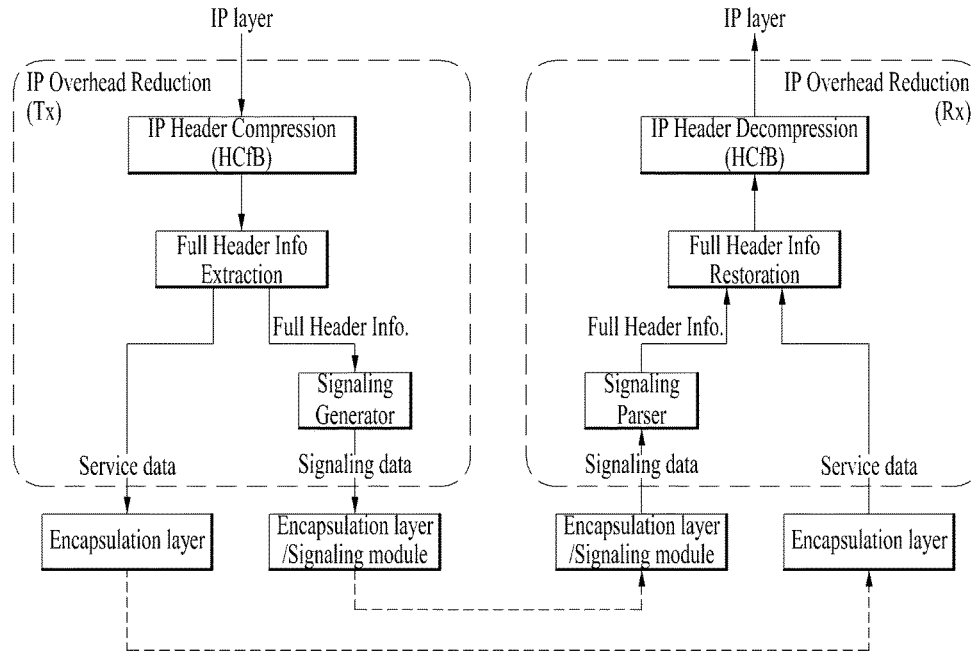 IP layer
IP Overhead Reduction
(Tx)
IP Header Compression
(HCfB)
Full Header Info
Extraction
Full Header Info.
Signaling
Generator
Service data
Signaling data
Encapsulation layer
Encapsulation layer
/Signaling module
IP layer
IP Overhead Reduction
(Rx)
IP Header Decompression
(HCfB)
Full Header Info
Restoration
Full Header Info.
Signaling
Parser
Signaling data
Service data
Encapsulation layer
/Signaling module
Encapsulation layer